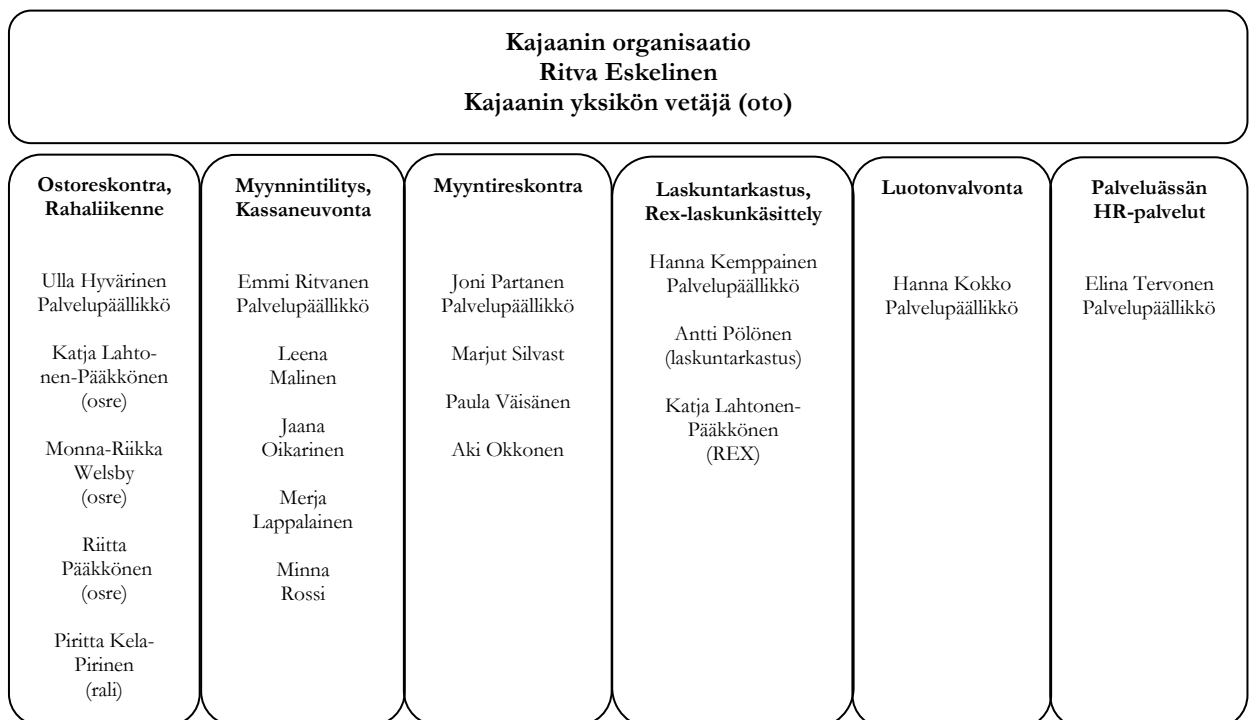 Kajaanin organisaatio
Ritva Eskelinen
Kajaanin yksikön vetäjä (oto)
Ostoreskontra,
Rahaliikenne
Ulla Hyvärinen
Palvelupäällikkö
Katja Lahto-
nen-Pääkkönen
(osre)
Monna-Riikka
Welsby
(osre)
Riitta
Pääkkönen
(osre)
Piritta Kela-
Pirinen
(rali)
Myynnintilitys,
Kassaneuvonta
Emmi Ritvanen
Palvelupäällikkö
Leena
Malinen
Jaana
Oikarinen
Merja
Lappalainen
Minna
Rossi
Myyntireskontra
Joni Partanen
Palvelupäällikkö
Marjut Silvast
Paula Väisänen
Aki Okkonen
Laskuntarkastus,
Rex-laskunkäsittely
Hanna Kemppainen
Palvelupäällikkö
Antti Pölönen
(laskuntarkastus)
Katja Lahtonen-
Pääkkönen
(REX)
Luotonvalvonta
Hanna Kokko
Palvelupäällikkö
Palveluässän
HR-palvelut
Elina Tervonen
Palvelupäällikkö